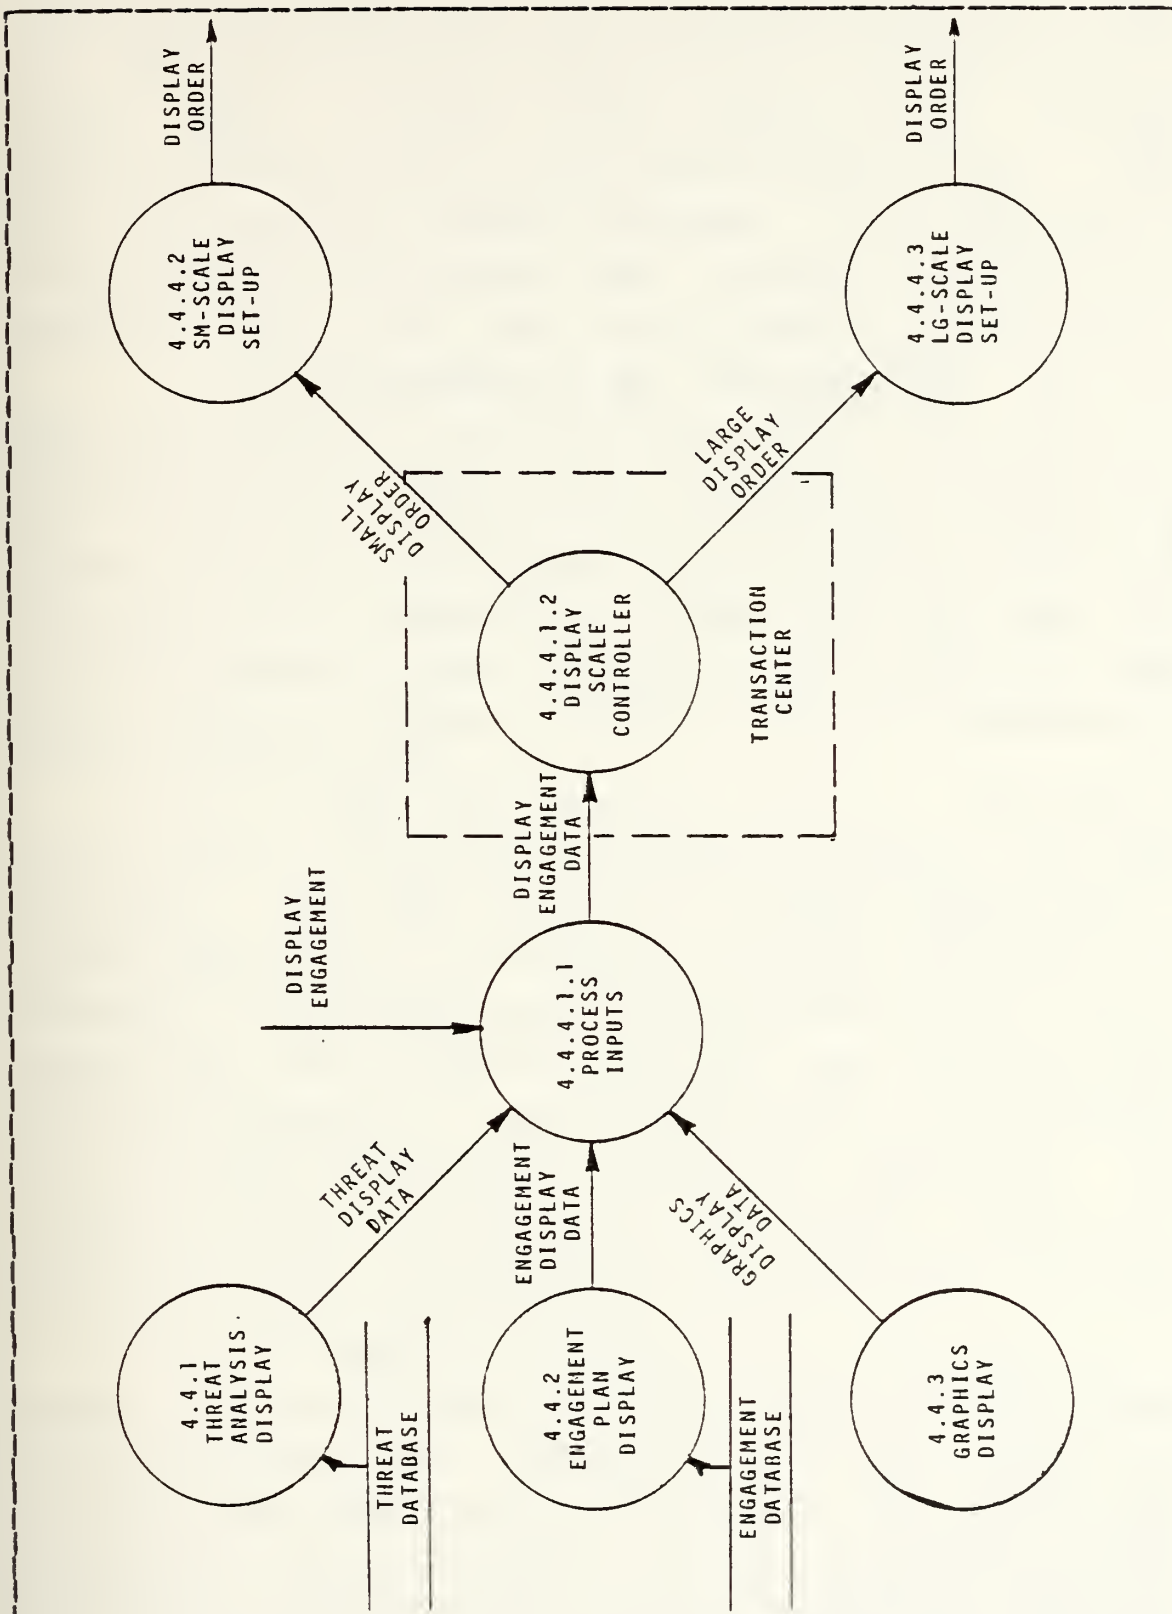 4.4.1
THREAT
ANALYSIS
DISPLAY
THREAT
DATABASE
THREAT
DISPLAY
DATA
4.4.2
ENGAGEMENT
PLAN
DISPLAY
ENGAGEMENT
DATABASE
ENGAGEMENT
DISPLAY
DATA
4.4.3
GRAPHICS
DISPLAY
GRAPHICS
DISPLAY
DATA
DISPLAY
ENGAGEMENT
4.4.4.1.1
PROCESS
INPUTS
DISPLAY
ENGAGEMENT
DATA
4.4.4.1.2
DISPLAY
SCALE
CONTROLLER
TRANSACTION
CENTER
SMALL
DISPLAY
ORDER
LARGE
DISPLAY
ORDER
4.4.4.2
SM-SCALE
DISPLAY
SET-UP
DISPLAY
ORDER
4.4.4.3
LG-SCALE
DISPLAY
SET-UP
DISPLAY
ORDER